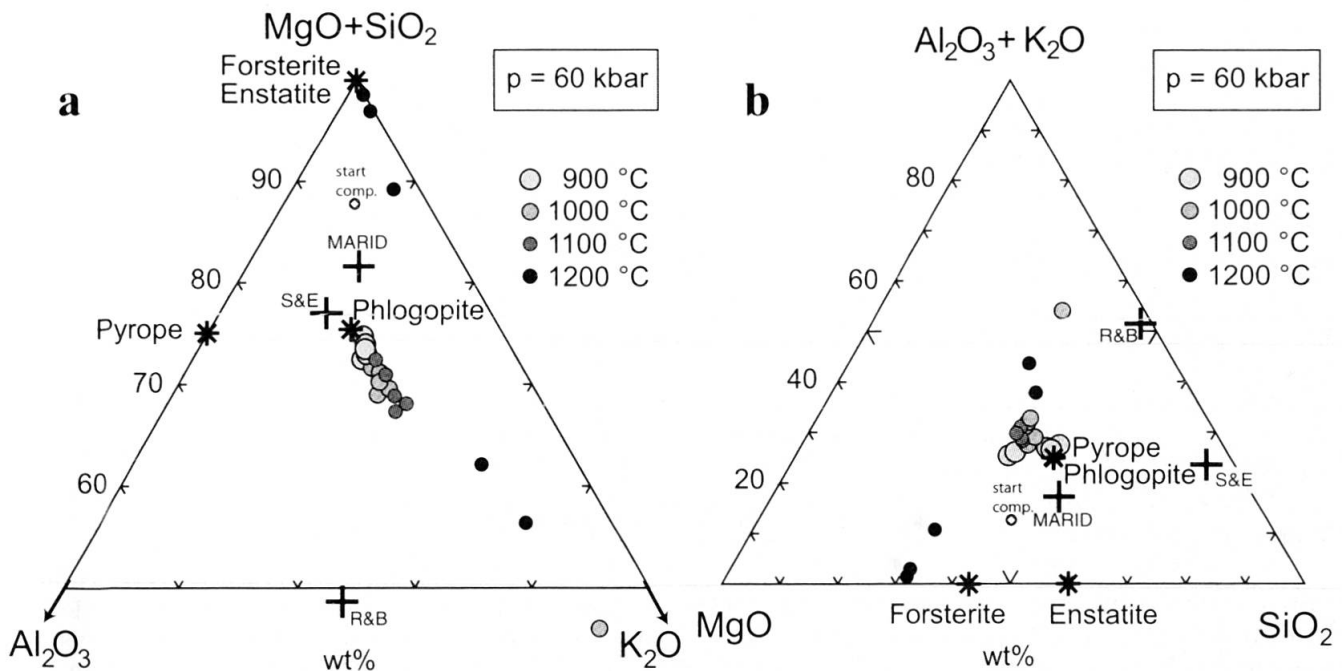 a
MgO+SiO₂
Forsterite
Enstatite
p = 60 kbar
900 °C
1000 °C
1100 °C
1200 °C
90
80
70
60
start
comp.
MARID
S&E
Phlogopite
Pyrope
R&B
Al₂O₃
wt%
K₂O
b
Al₂O₃+K₂O
p = 60 kbar
900 °C
1000 °C
1100 °C
1200 °C
80
60
40
20
R&B
Pyrope
Phlogopite
S&E
start
comp.
MARID
Forsterite
Enstatite
MgO
wt%
SiO₂